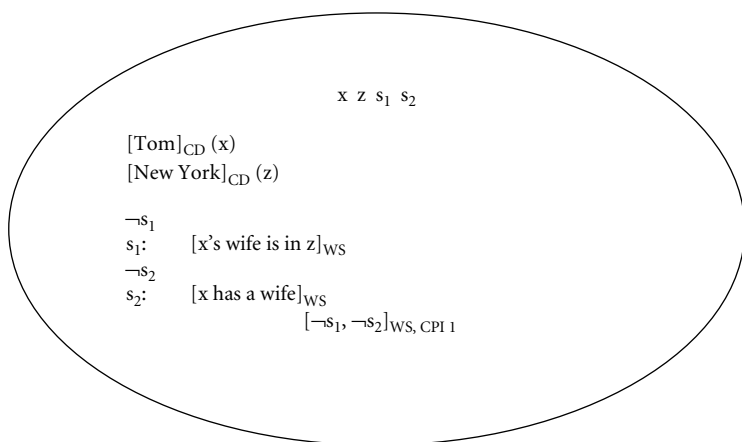 x z s₁ s₂
[Tom]CD (x)
[New York]CD (z)
¬s₁
s₁: [x's wife is in z]WS
¬s₂
s₂: [x has a wife]WS
[¬s₁, ¬s₂]WS, CPI 1